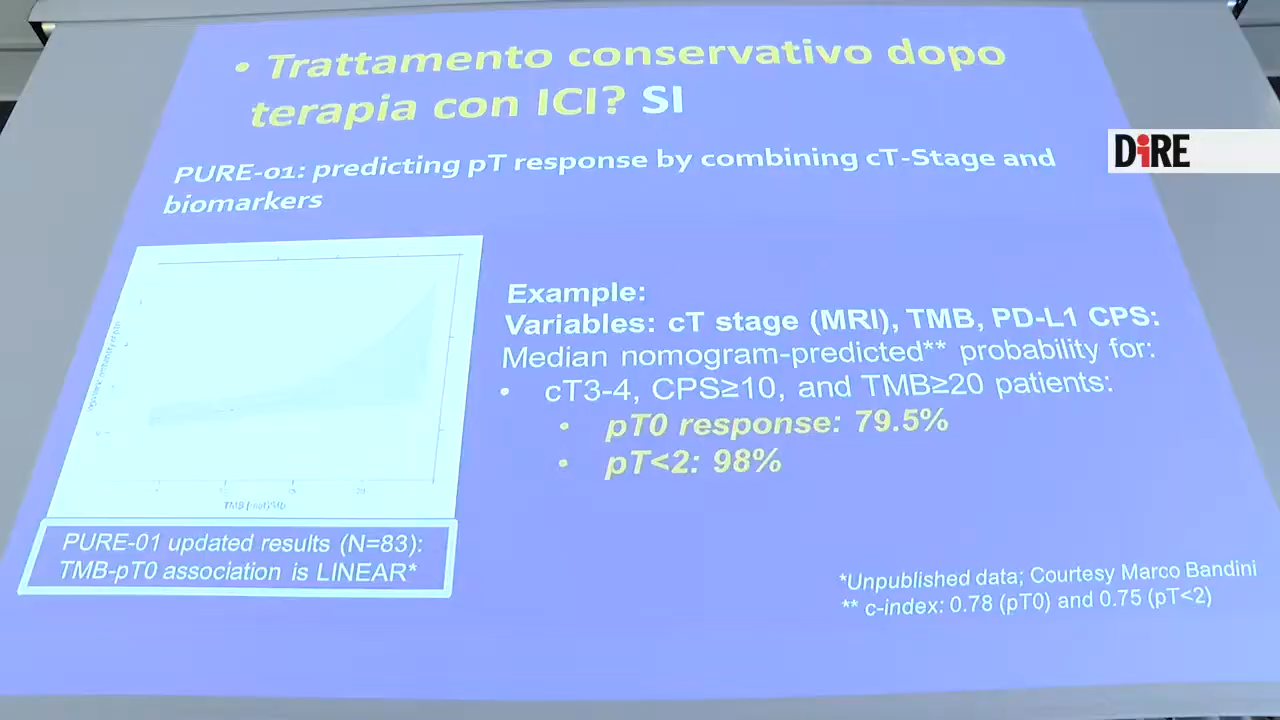 • Trattamento conservativo dopo
terapia con ICI? SI
DiRE
PURE-01: predicting pT response by combining cT-Stage and
biomarkers
Example:
Variables: cT stage (MRI), TMB, PD-L1 CPS:
Median nomogram-predicted** probability for:
• cT3-4, CPS≥10, and TMB≥20 patients:
• pT0 response: 79.5%
• pT<2: 98%
TMB
PURE-01 updated results (N=83):
TMB-pT0 association is LINEAR*
*Unpublished data; Courtesy Marco Bandini
** c-index: 0.78 (pT0) and 0.75 (pT<2)